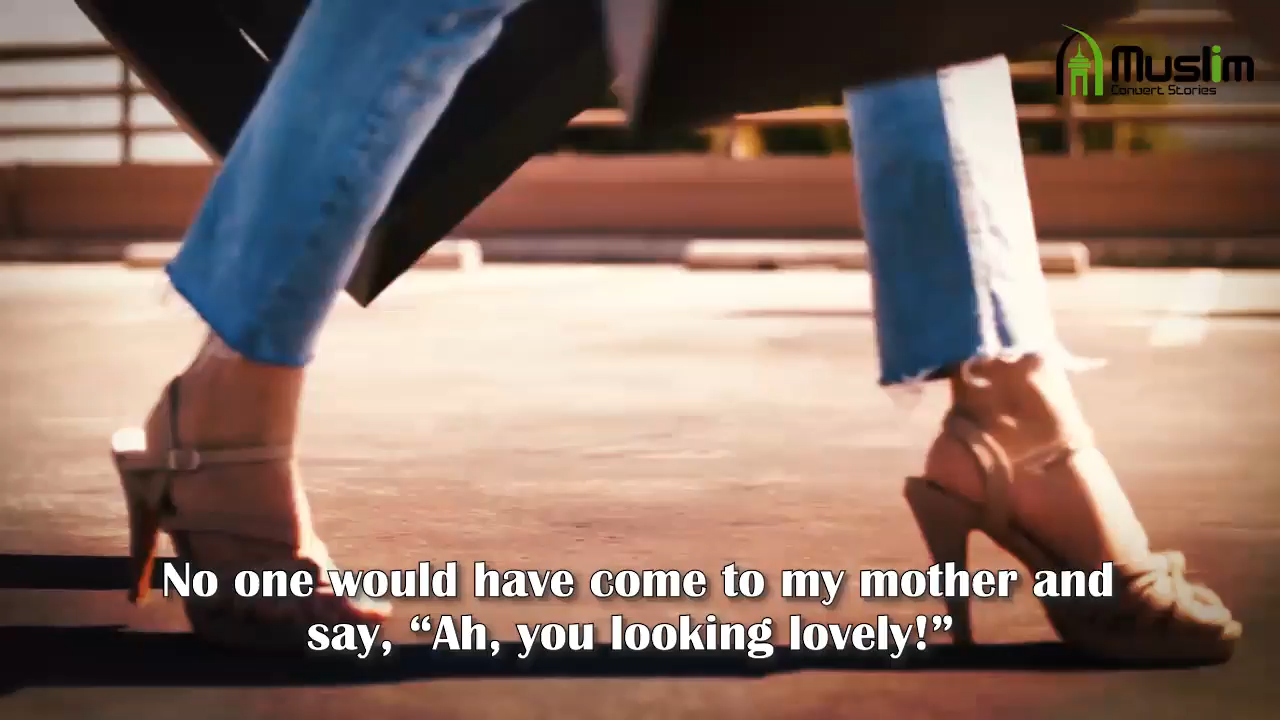 Muslim
Convert Stories
No one would have come to my mother and
say, “Ah, you looking lovely!”